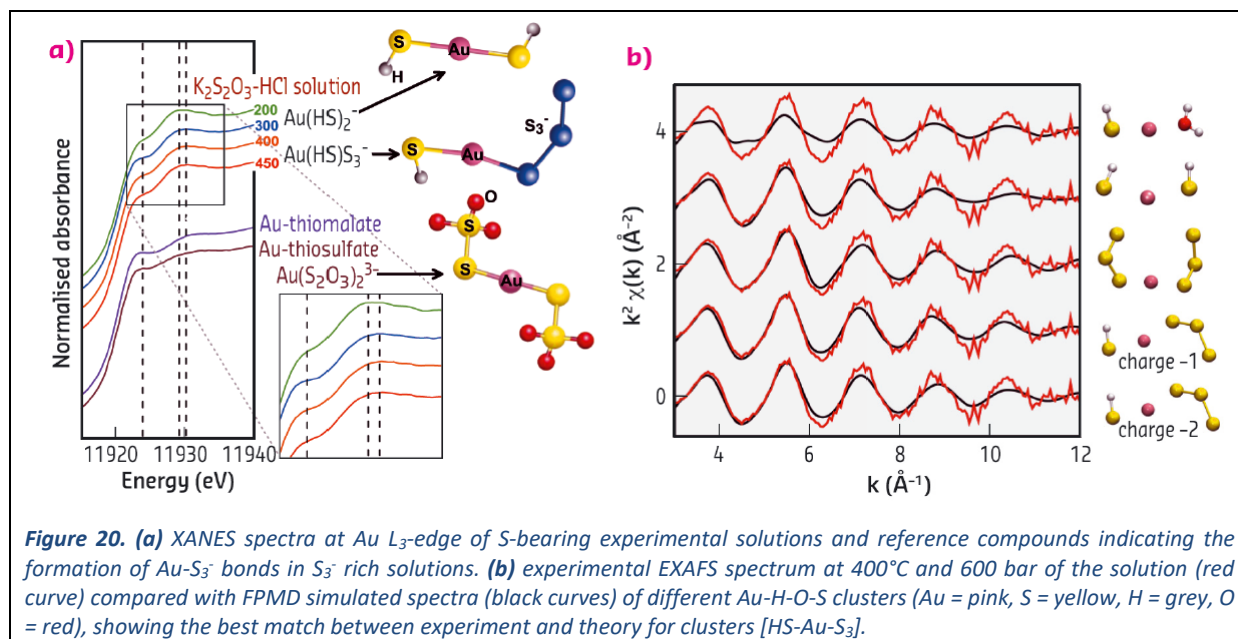 a)
S
Au
H
K₂S₂O₃-HCl solution
200
300
400
450
Au(HS)₂⁻
Au(HS)S₃⁻
S
Au
S₃⁻
O
S
S
Au
Au-thiomalate
Au-thiosulfate
Au(S₂O₃)₂³⁻
Normalised absorbance
11920 11930 11940
Energy (eV)
b)
k² χ(k) (Å⁻²)
4
2
0
4 6 8 10 12
k (Å⁻¹)
charge -1
charge -2
Figure 20. (a) XANES spectra at Au L₃-edge of S-bearing experimental solutions and reference compounds indicating the
formation of Au-S₃⁻ bonds in S₃⁻ rich solutions. (b) experimental EXAFS spectrum at 400°C and 600 bar of the solution (red
curve) compared with FPMD simulated spectra (black curves) of different Au-H-O-S clusters (Au = pink, S = yellow, H = grey, O
= red), showing the best match between experiment and theory for clusters [HS-Au-S₃].